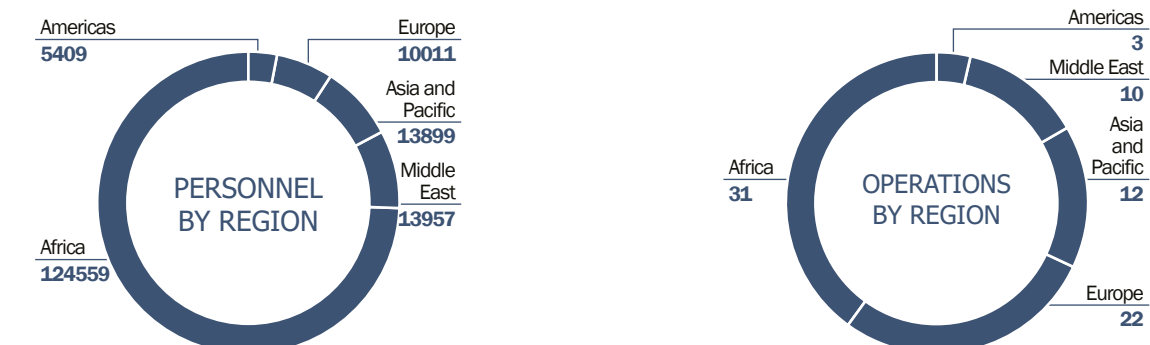 Americas
5409
Europe
10011
Asia and
Pacific
13899
Middle
East
13957
Africa
124559
PERSONNEL
BY REGION
Americas
3
Middle East
10
Asia
and
Pacific
12
Europe
22
Africa
31
OPERATIONS
BY REGION